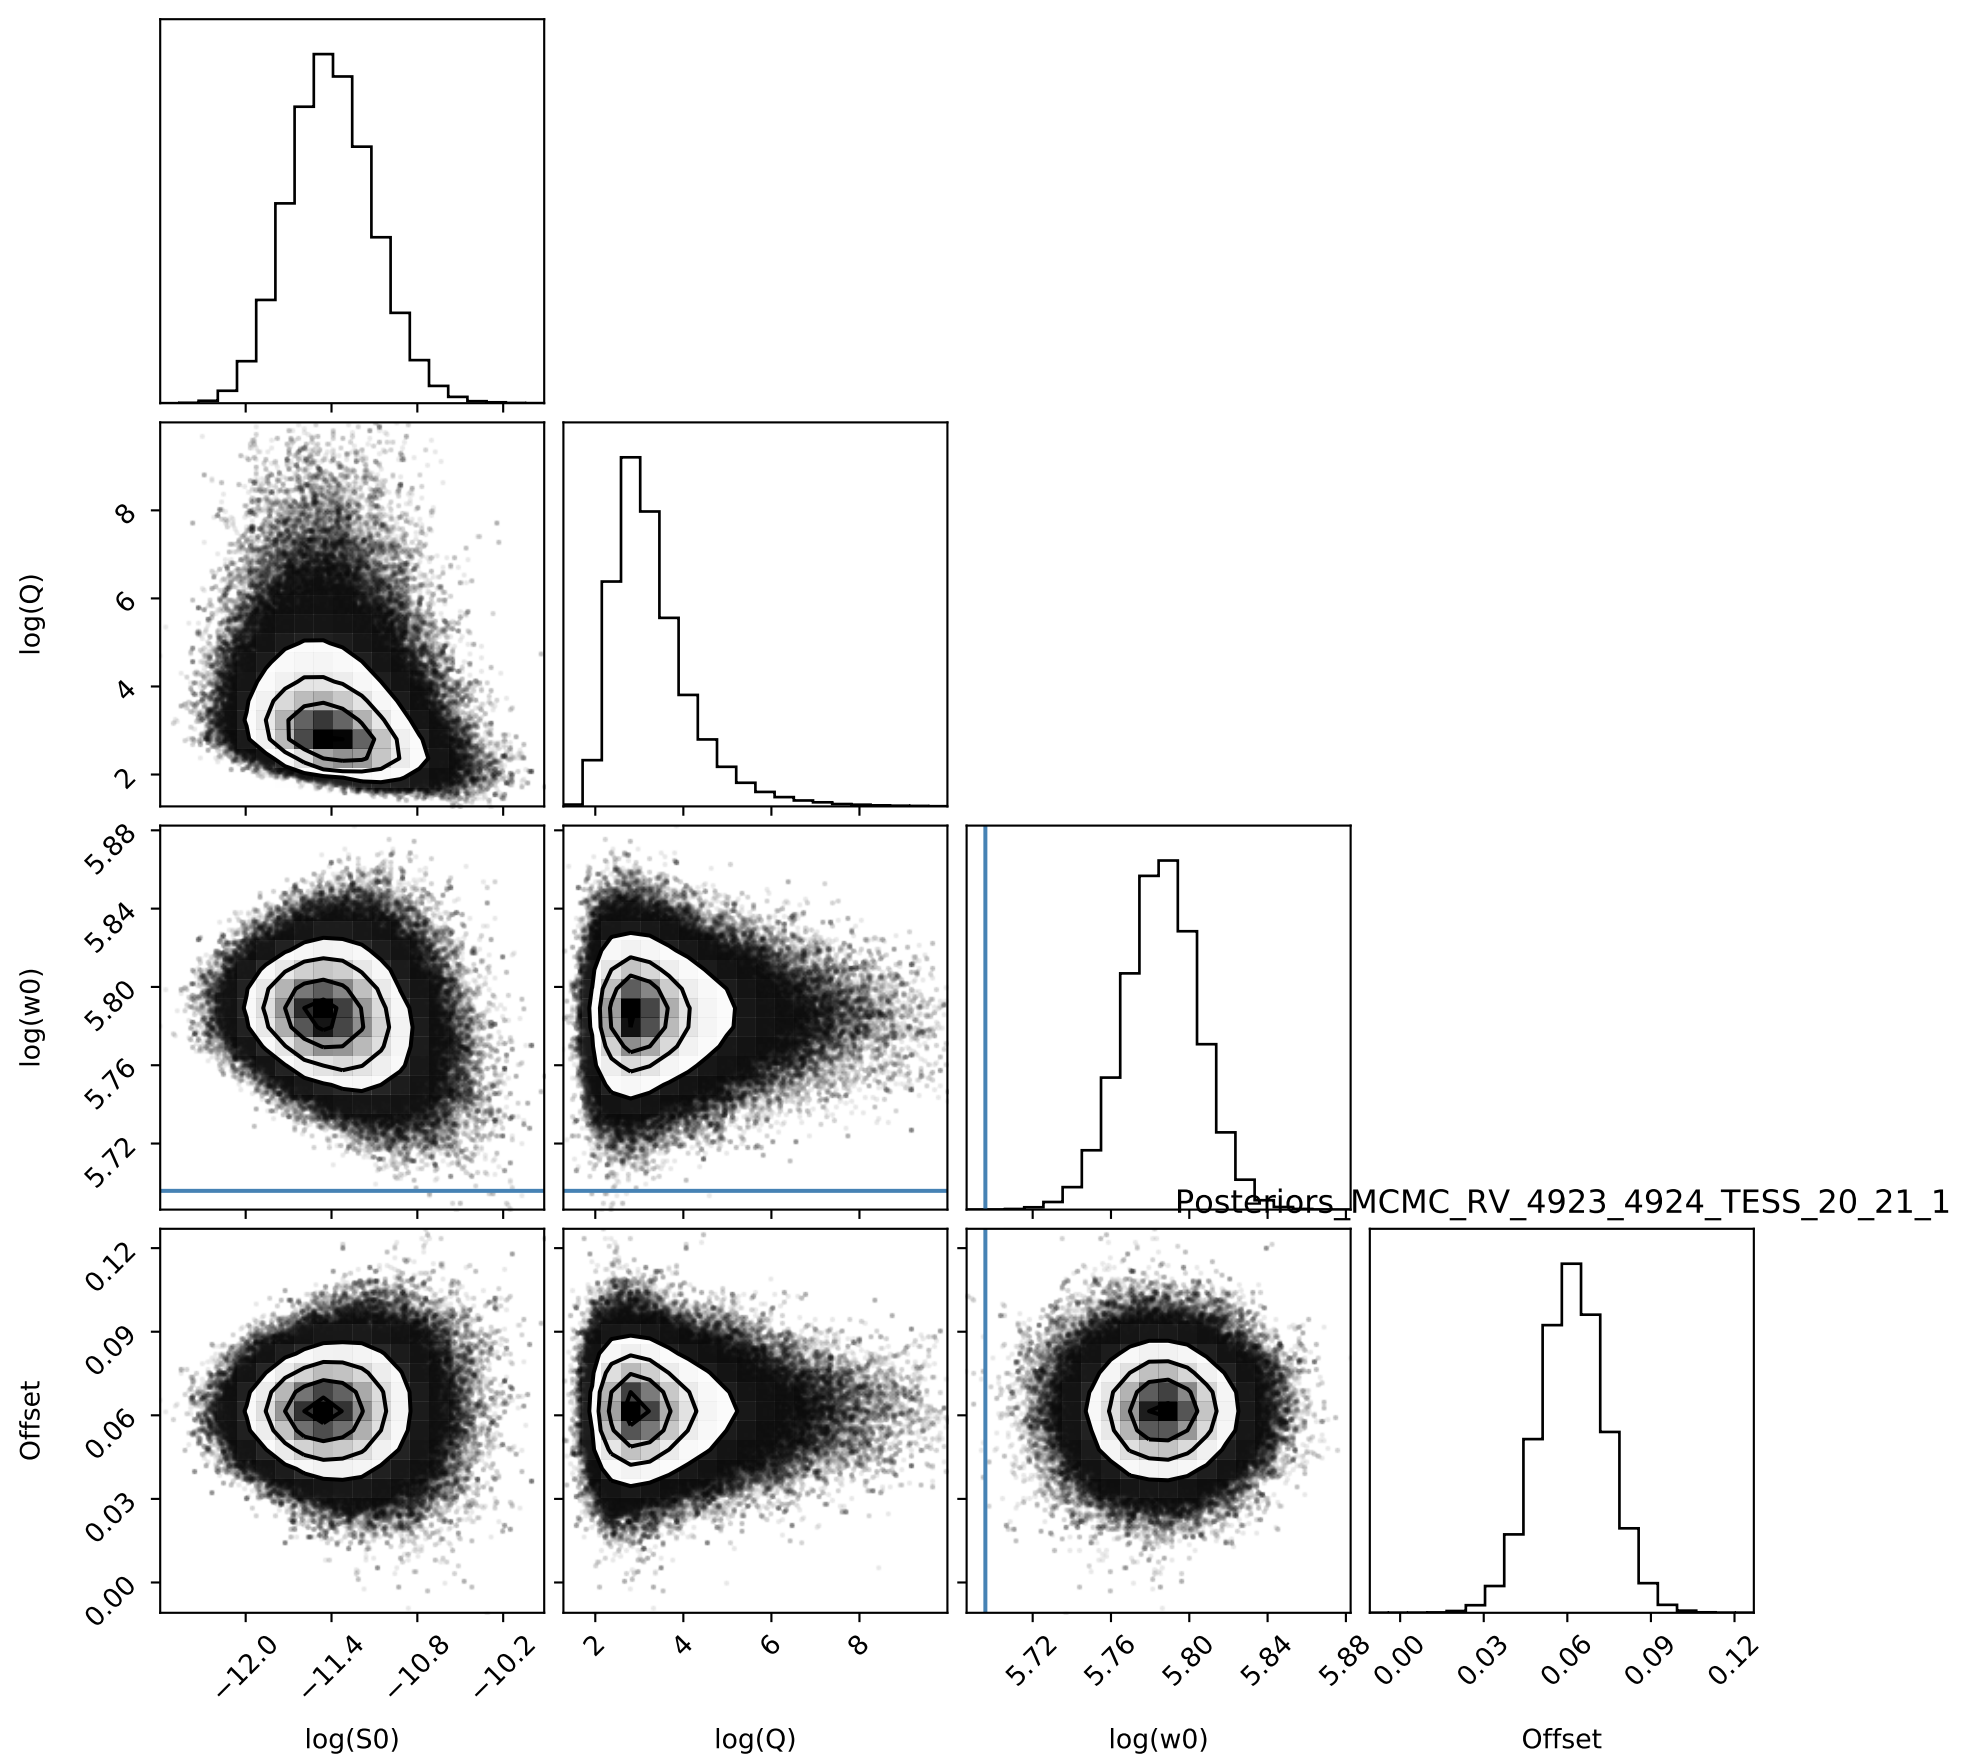 8
6
4
2
log(Q)
5.88
5.84
5.80
5.76
5.72
log(w0)
Posteriors_MCMC_RV_4923_4924_TESS_20_21_1
0.12
0.09
0.06
0.03
0.00
Offset
−12.0 −11.4 −10.8 −10.2 2 4 6 8 5.72 5.76 5.80 5.84 5.88 0.00 0.03 0.06 0.09 0.12
log(S0) log(Q) log(w0) Offset